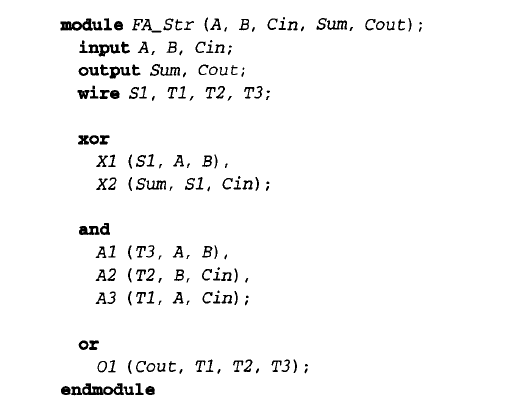 module FA_Str (A, B, Cin, Sum, Cout);
input A, B, Cin;
output Sum, Cout;
wire S1, T1, T2, T3;
xor
X1 (S1, A, B),
X2 (Sum, S1, Cin);
and
A1 (T3, A, B),
A2 (T2, B, Cin),
A3 (T1, A, Cin);
or
O1 (Cout, T1, T2, T3);
endmodule